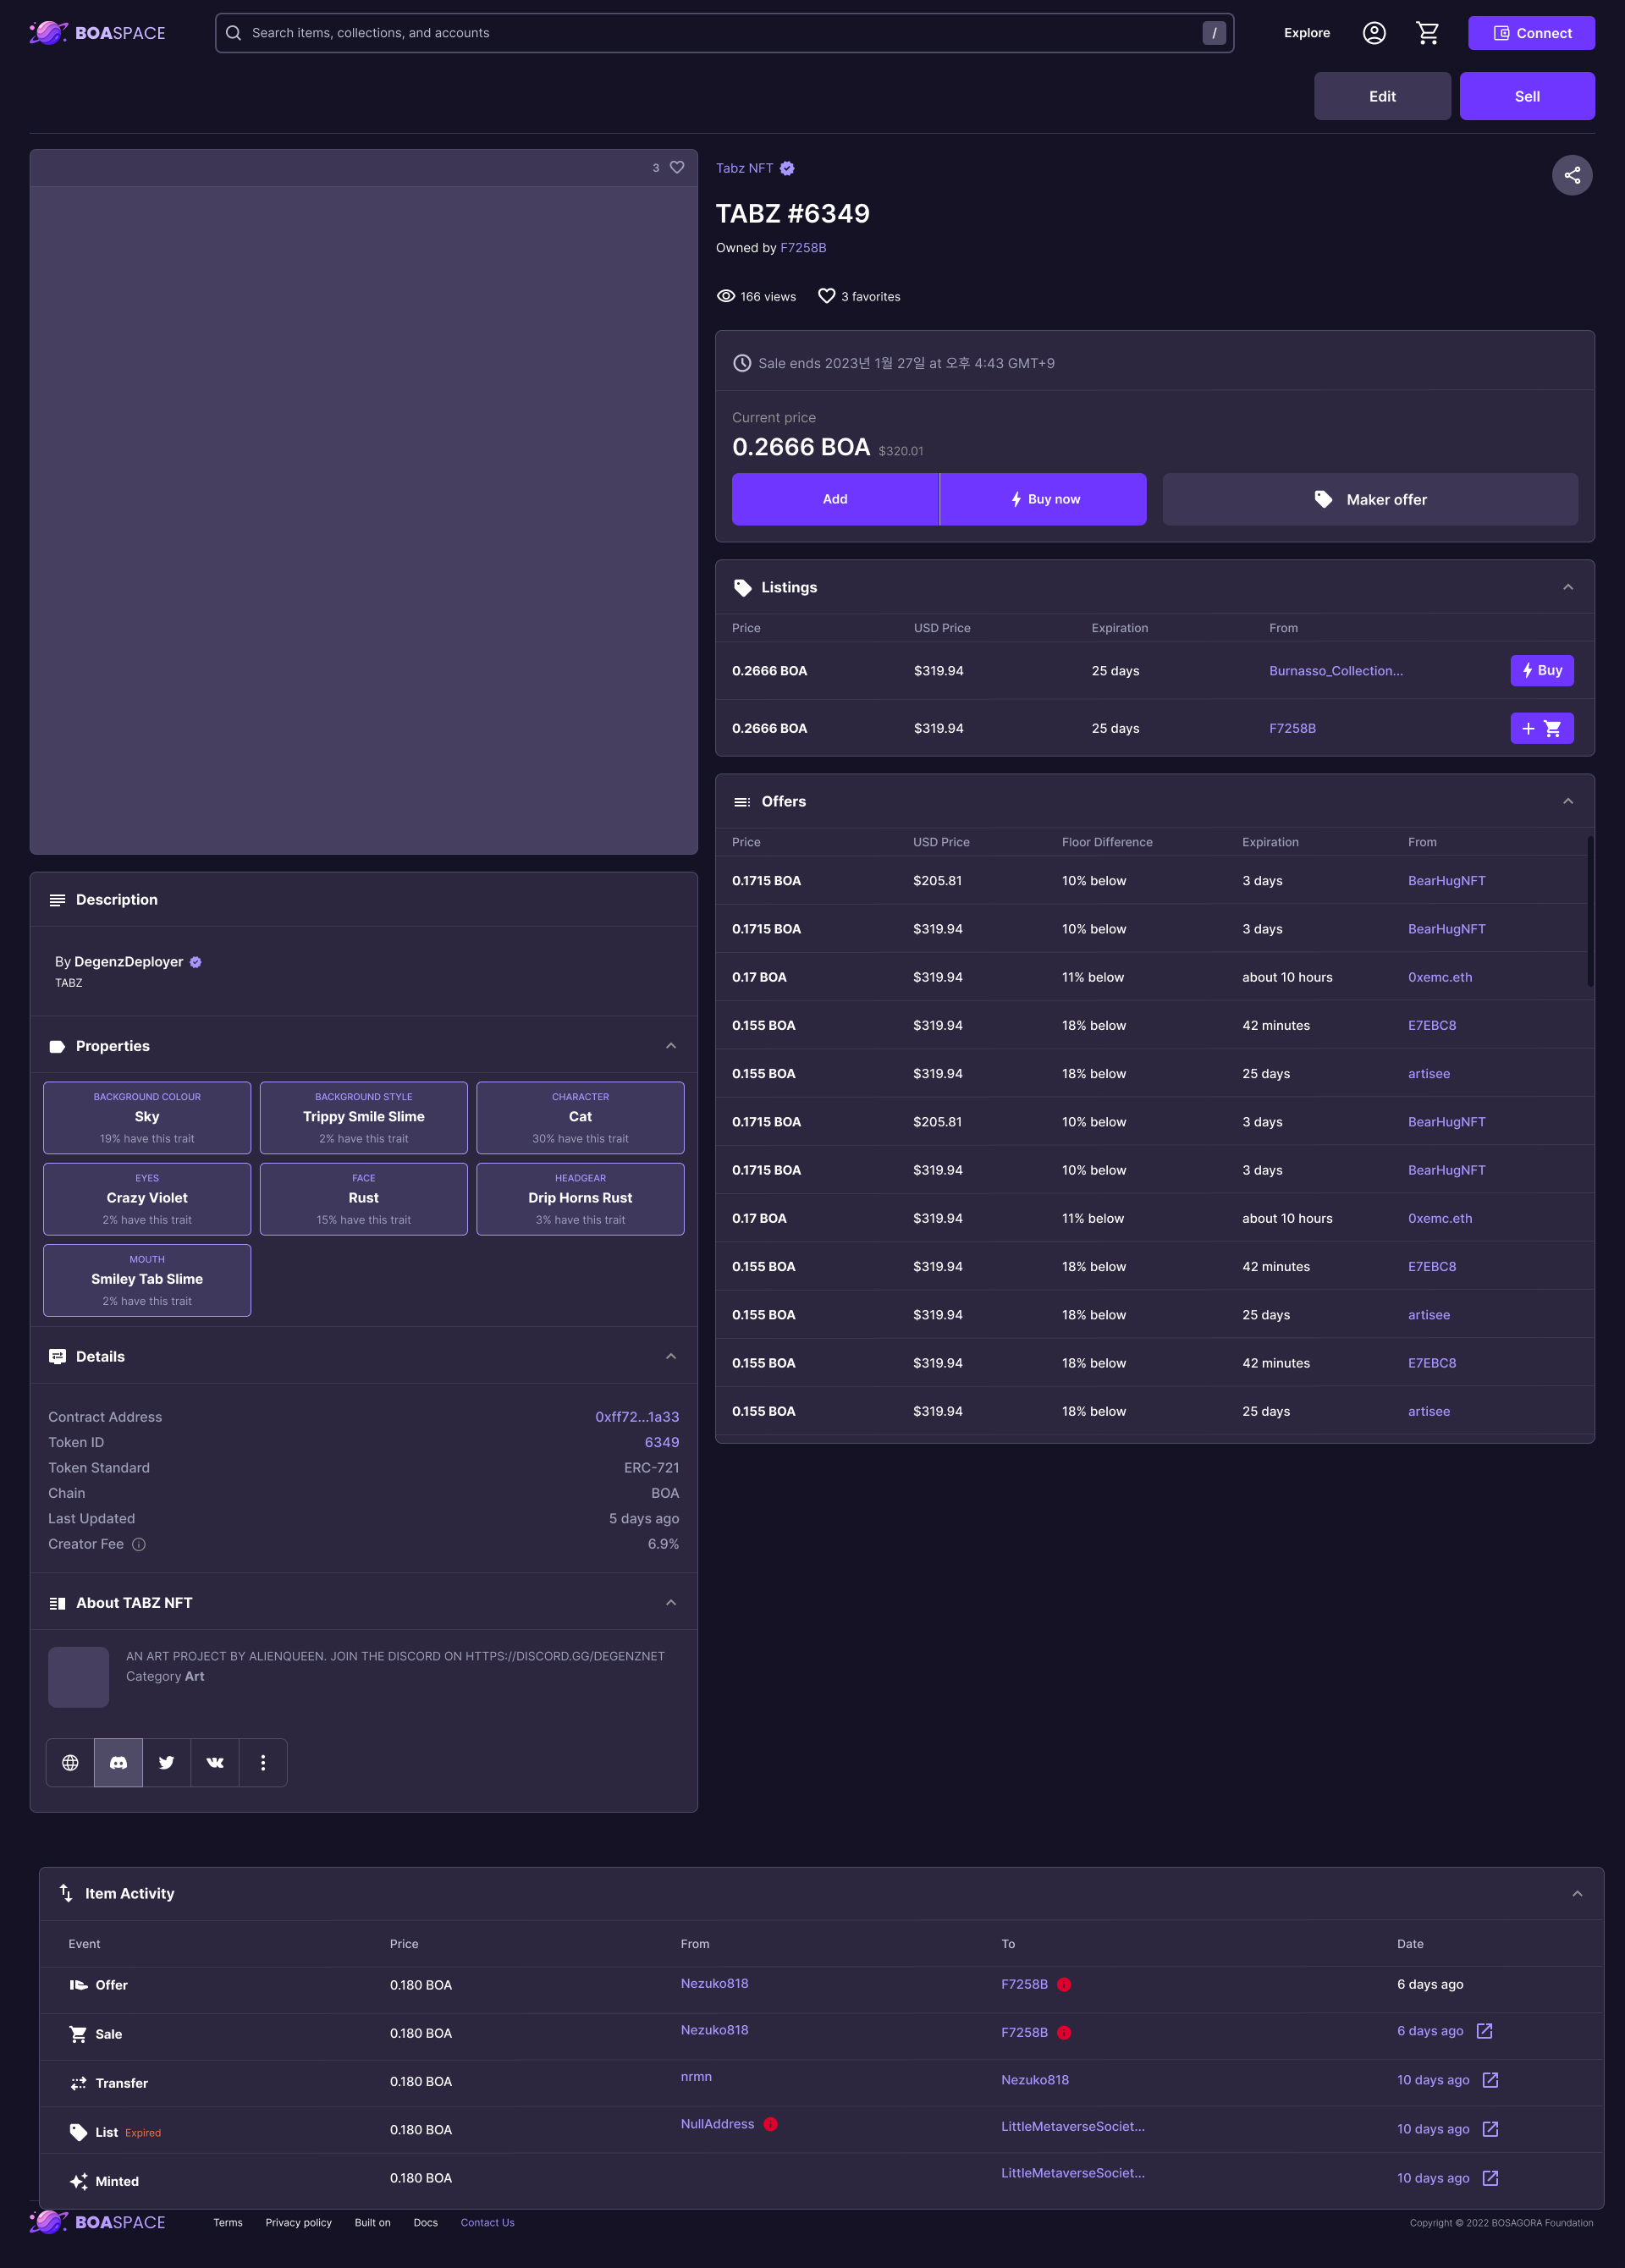 BOASPACE
Search items, collections, and accounts
/
Explore
Connect
Edit
Sell
3
Tabz NFT
TABZ #6349
Owned by F7258B
166 views
3 favorites
Sale ends 2023년 1월 27일 at 오후 4:43 GMT+9
Current price
0.2666 BOA $320.01
Add
Buy now
Maker offer
Listings
Price USD Price Expiration From
0.2666 BOA $319.94 25 days Burnasso_Collection... Buy
0.2666 BOA $319.94 25 days F7258B
Offers
Price USD Price Floor Difference Expiration From
0.1715 BOA $205.81 10% below 3 days BearHugNFT
0.1715 BOA $319.94 10% below 3 days BearHugNFT
0.17 BOA $319.94 11% below about 10 hours 0xemc.eth
0.155 BOA $319.94 18% below 42 minutes E7EBC8
0.155 BOA $319.94 18% below 25 days artisee
0.1715 BOA $205.81 10% below 3 days BearHugNFT
0.1715 BOA $319.94 10% below 3 days BearHugNFT
0.17 BOA $319.94 11% below about 10 hours 0xemc.eth
0.155 BOA $319.94 18% below 42 minutes E7EBC8
0.155 BOA $319.94 18% below 25 days artisee
0.155 BOA $319.94 18% below 42 minutes E7EBC8
0.155 BOA $319.94 18% below 25 days artisee
Description
By DegenzDeployer
TABZ
Properties
BACKGROUND COLOUR
Sky
19% have this trait
BACKGROUND STYLE
Trippy Smile Slime
2% have this trait
CHARACTER
Cat
30% have this trait
EYES
Crazy Violet
2% have this trait
FACE
Rust
15% have this trait
HEADGEAR
Drip Horns Rust
3% have this trait
MOUTH
Smiley Tab Slime
2% have this trait
Details
Contract Address 0xff72...1a33
Token ID 6349
Token Standard ERC-721
Chain BOA
Last Updated 5 days ago
Creator Fee 6.9%
About TABZ NFT
AN ART PROJECT BY ALIENQUEEN. JOIN THE DISCORD ON HTTPS://DISCORD.GG/DEGENZNET
Category Art
Item Activity
Event Price From To Date
Offer 0.180 BOA Nezuko818 F7258B 6 days ago
Sale 0.180 BOA Nezuko818 F7258B 6 days ago
Transfer 0.180 BOA nrmn Nezuko818 10 days ago
List Expired 0.180 BOA NullAddress LittleMetaverseSociet... 10 days ago
Minted 0.180 BOA LittleMetaverseSociet... 10 days ago
BOASPACE
Terms Privacy policy Built on Docs Contact Us
Copyright © 2022 BOSAGORA Foundation